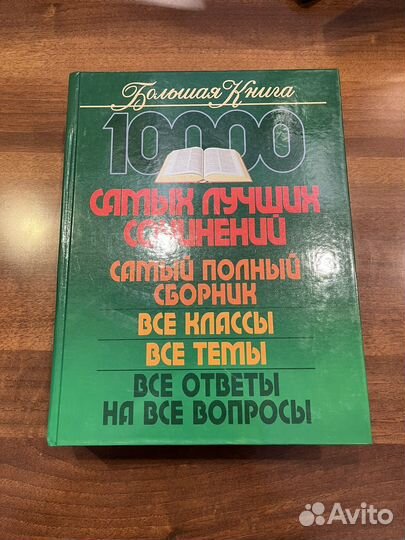 Большая Книга
10000
САМЫХ ЛУЧШИХ
СОЧИНЕНИЙ
САМЫЙ ПОЛНЫЙ
СБОРНИК
ВСЕ КЛАССЫ
ВСЕ ТЕМЫ
ВСЕ ОТВЕТЫ
НА ВСЕ ВОПРОСЫ
Avito